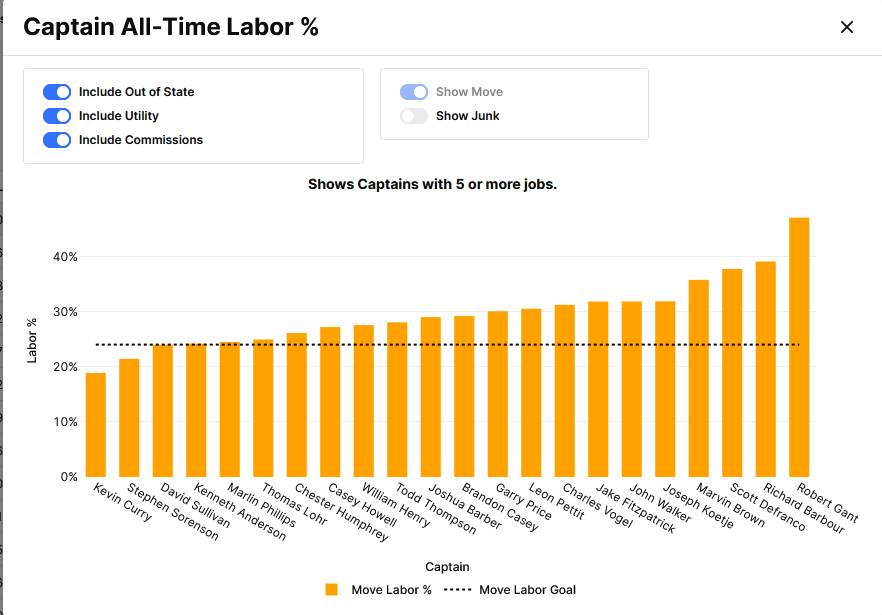 Captain All-Time Labor %
Include Out of State
Include Utility
Include Commissions
Show Move
Show Junk
Shows Captains with 5 or more jobs.
Labor %
40%
30%
20%
10%
0%
Kevin Curry
Stephen Sorenson
David Sullivan
Kenneth Anderson
Marlin Phillips
Thomas Lohr
Chester Humphrey
Casey Howell
William Henry
Todd Thompson
Joshua Barber
Brandon Casey
Garry Price
Leon Pettit
Charles Vogel
Jake Fitzpatrick
John Walker
Joseph Koetje
Marvin Brown
Scott Defranco
Richard Barbour
Robert Gant
Captain
Move Labor %
Move Labor Goal